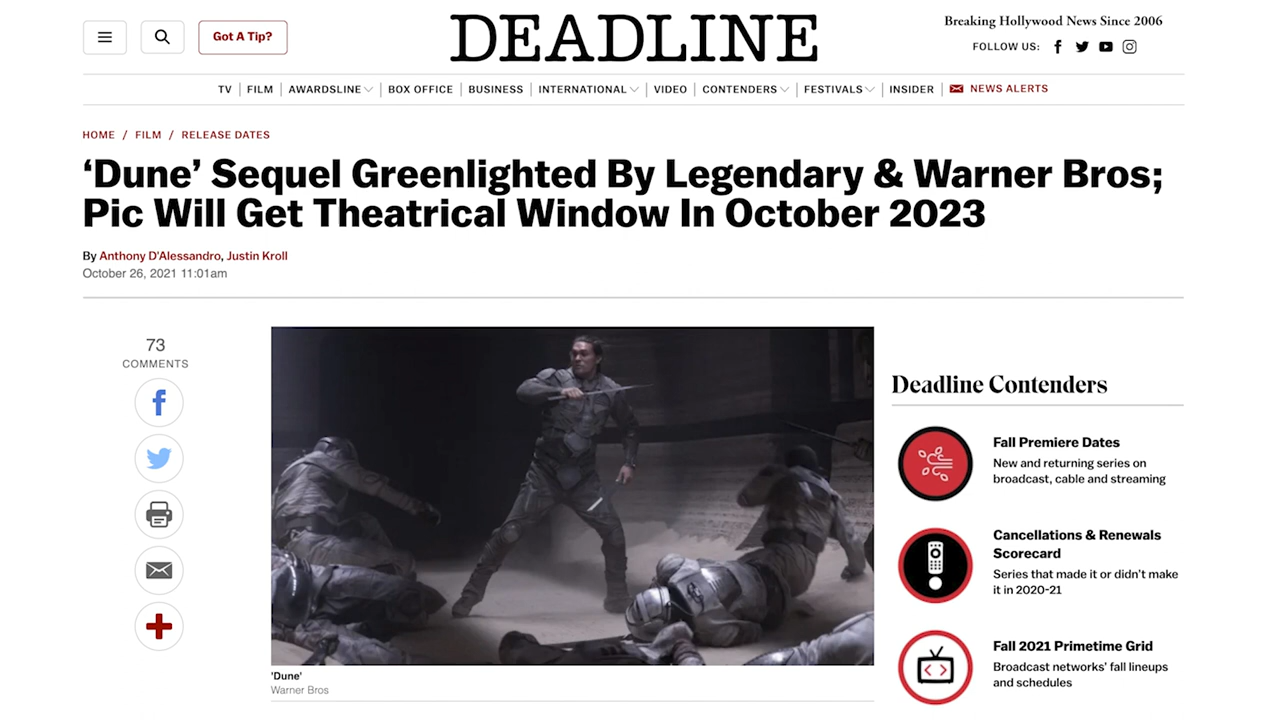 Got A Tip?
DEADLINE
Breaking Hollywood News Since 2006
FOLLOW US:
TV | FILM | AWARDSLINE | BOX OFFICE | BUSINESS | INTERNATIONAL | VIDEO | CONTENDERS | FESTIVALS | INSIDER | NEWS ALERTS
HOME / FILM / RELEASE DATES
‘Dune’ Sequel Greenlighted By Legendary & Warner Bros;
Pic Will Get Theatrical Window In October 2023
By Anthony D'Alessandro, Justin Kroll
October 26, 2021 11:01am
73
COMMENTS
'Dune'
Warner Bros
Deadline Contenders
Fall Premiere Dates
New and returning series on
broadcast, cable and streaming
Cancellations & Renewals
Scorecard
Series that made it or didn't make
it in 2020-21
Fall 2021 Primetime Grid
Broadcast networks' fall lineups
and schedules